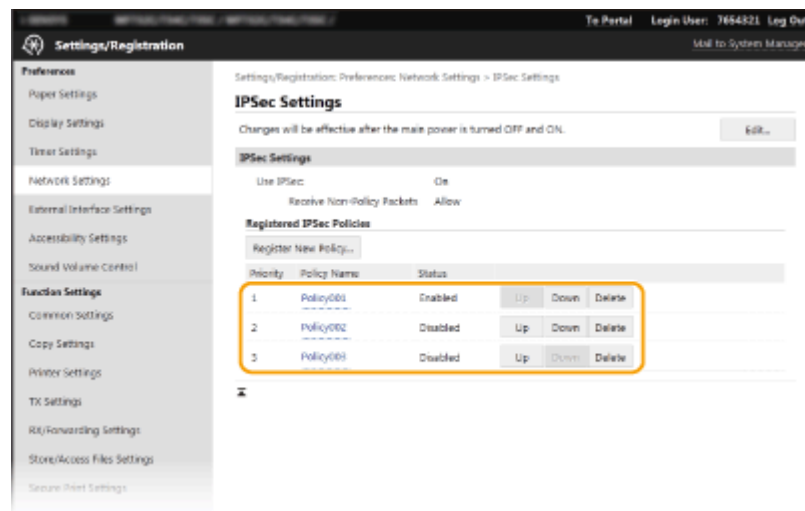 To Portal Login User: 7654321 Log Ou
Settings/Registration
Mail to System Manage
Preferences
Paper Settings
Display Settings
Timer Settings
Network Settings
External Interface Settings
Accessibility Settings
Sound Volume Control
Function Settings
Common Settings
Copy Settings
Printer Settings
TX Settings
RX/Forwarding Settings
Store/Access Files Settings
Secure Print Settings
Settings/Registration: Preferences: Network Settings > IPSec Settings
IPSec Settings
Changes will be effective after the main power is turned OFF and ON.
Edit...
IPSec Settings
Use IPSec: On
Receive Non-Policy Packets Allow
Registered IPSec Policies
Register New Policy...
Priority Policy Name Status
1 Policy001 Enabled Up Down Delete
2 Policy002 Disabled Up Down Delete
3 Policy003 Disabled Up Down Delete